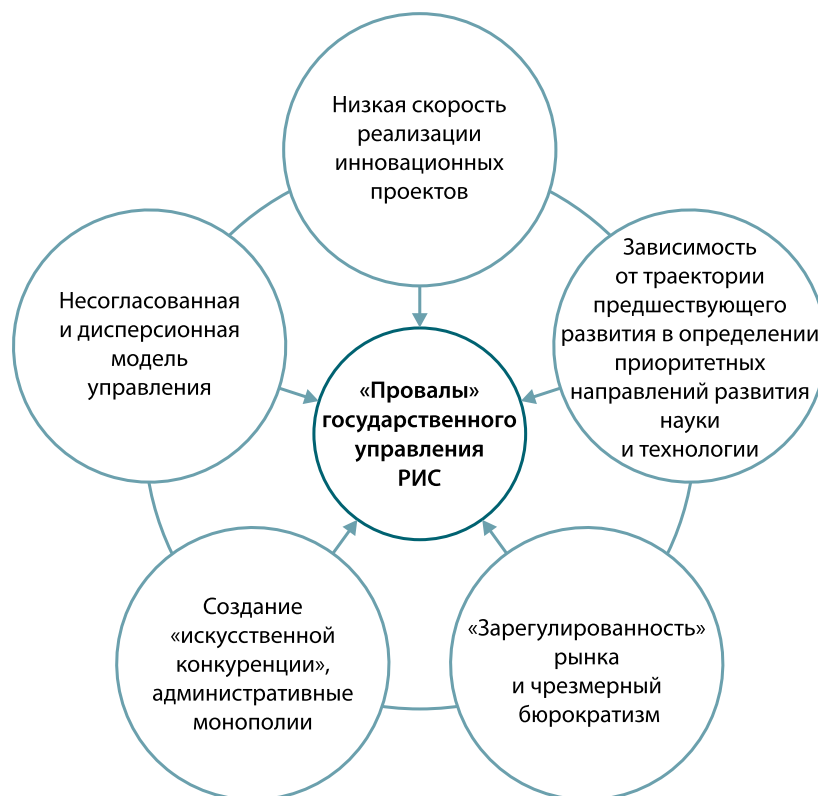 Низкая скорость
реализации
инновационных
проектов
Зависимость
от траектории
предшествующего
развития в определении
приоритетных
направлений развития
науки
и технологии
Несогласованная
и дисперсионная
модель
управления
«Провалы»
государственного
управления
РИС
Создание
«искусственной
конкуренции»,
административные
монополии
«Зарегулированность»
рынка
и чрезмерный
бюрократизм